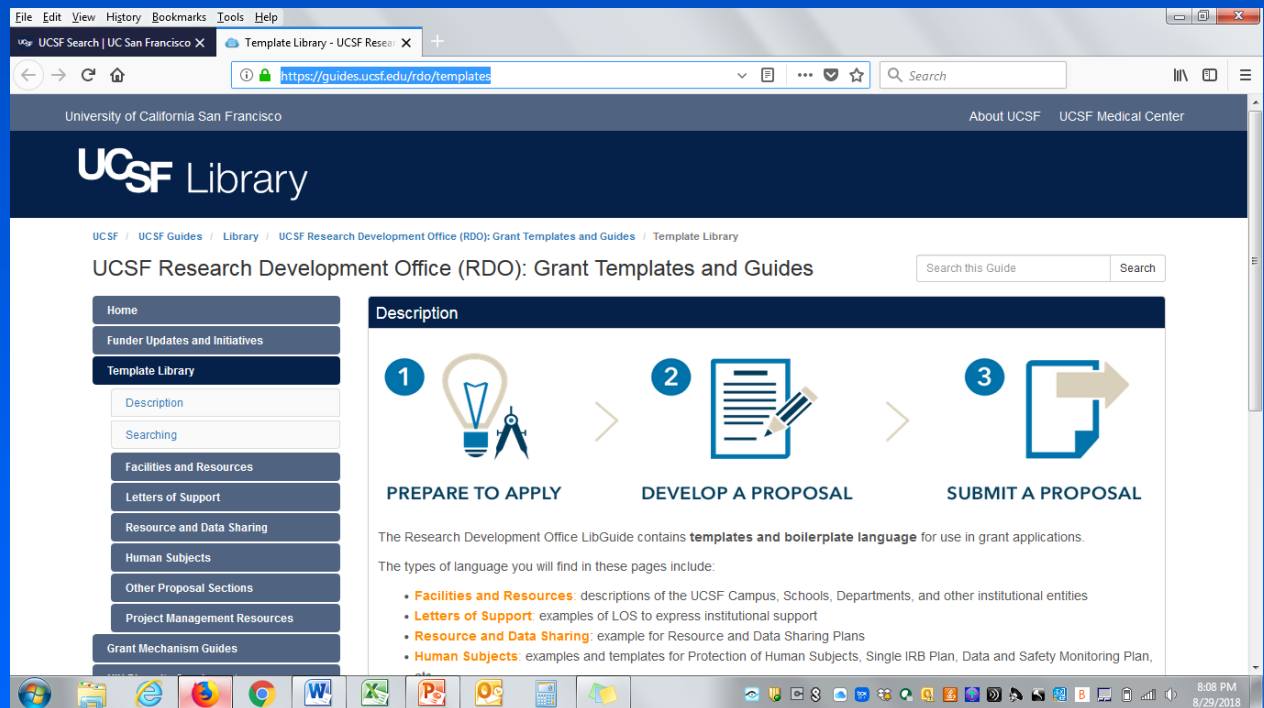 File Edit View History Bookmarks Tools Help
UCSF Search | UC San Francisco
Template Library - UCSF Resear
https://guides.ucsf.edu/rdo/templates
Search
University of California San Francisco
About UCSF UCSF Medical Center
UCSF Library
UCSF / UCSF Guides / Library / UCSF Research Development Office (RDO): Grant Templates and Guides / Template Library
UCSF Research Development Office (RDO): Grant Templates and Guides
Search this Guide Search
Home
Funder Updates and Initiatives
Template Library
Description
Searching
Facilities and Resources
Letters of Support
Resource and Data Sharing
Human Subjects
Other Proposal Sections
Project Management Resources
Grant Mechanism Guides
Description
1 2 3
PREPARE TO APPLY DEVELOP A PROPOSAL SUBMIT A PROPOSAL
The Research Development Office LibGuide contains templates and boilerplate language for use in grant applications.
The types of language you will find in these pages include:
• Facilities and Resources: descriptions of the UCSF Campus, Schools, Departments, and other institutional entities
• Letters of Support: examples of LOS to express institutional support
• Resource and Data Sharing: example for Resource and Data Sharing Plans
• Human Subjects: examples and templates for Protection of Human Subjects, Single IRB Plan, Data and Safety Monitoring Plan,
8:08 PM
8/29/2018